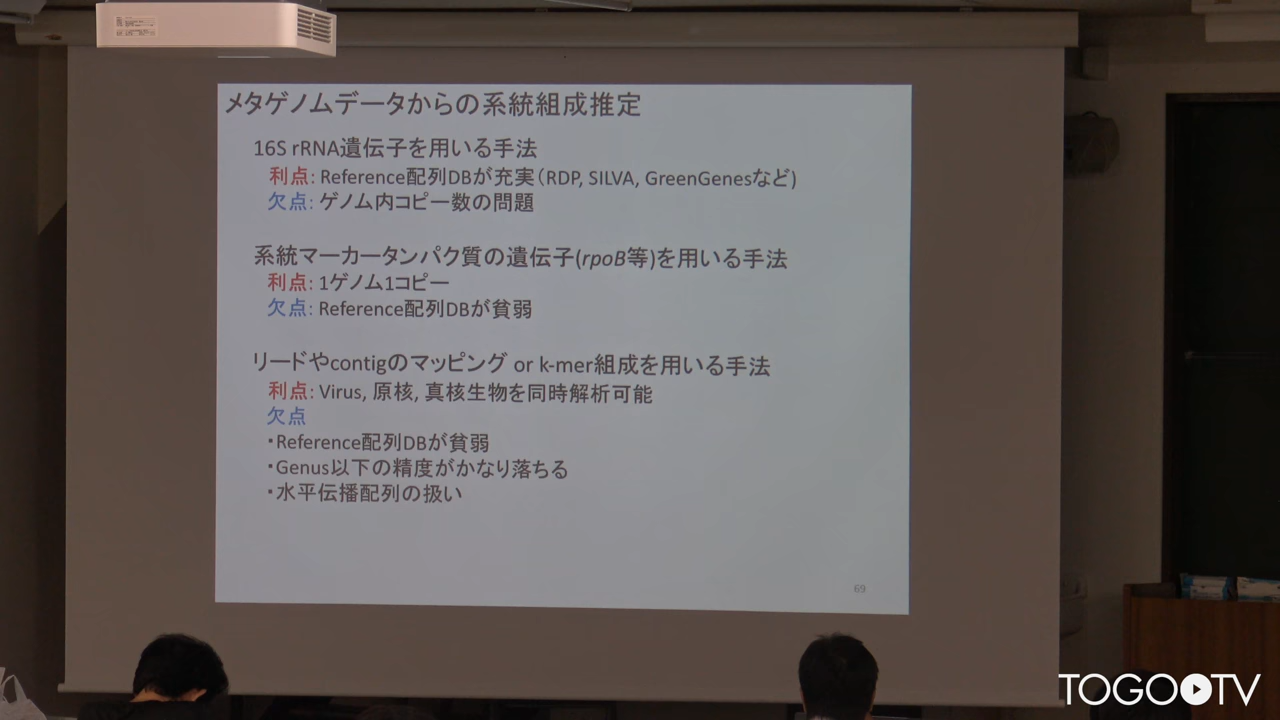 メタゲノムデータからの系統組成推定
16S rRNA遺伝子を用いる手法
利点: Reference配列DBが充実(RDP, SILVA, GreenGenesなど)
欠点: ゲノム内コピー数の問題
系統マーカータンパク質の遺伝子(rpoB等)を用いる手法
利点: 1ゲノム1コピー
欠点: Reference配列DBが貧弱
リードやcontigのマッピング or k-mer組成を用いる手法
利点: Virus, 原核, 真核生物を同時解析可能
欠点
・Reference配列DBが貧弱
・Genus以下の精度がかなり落ちる
・水平伝播配列の扱い
69
TOGO TV